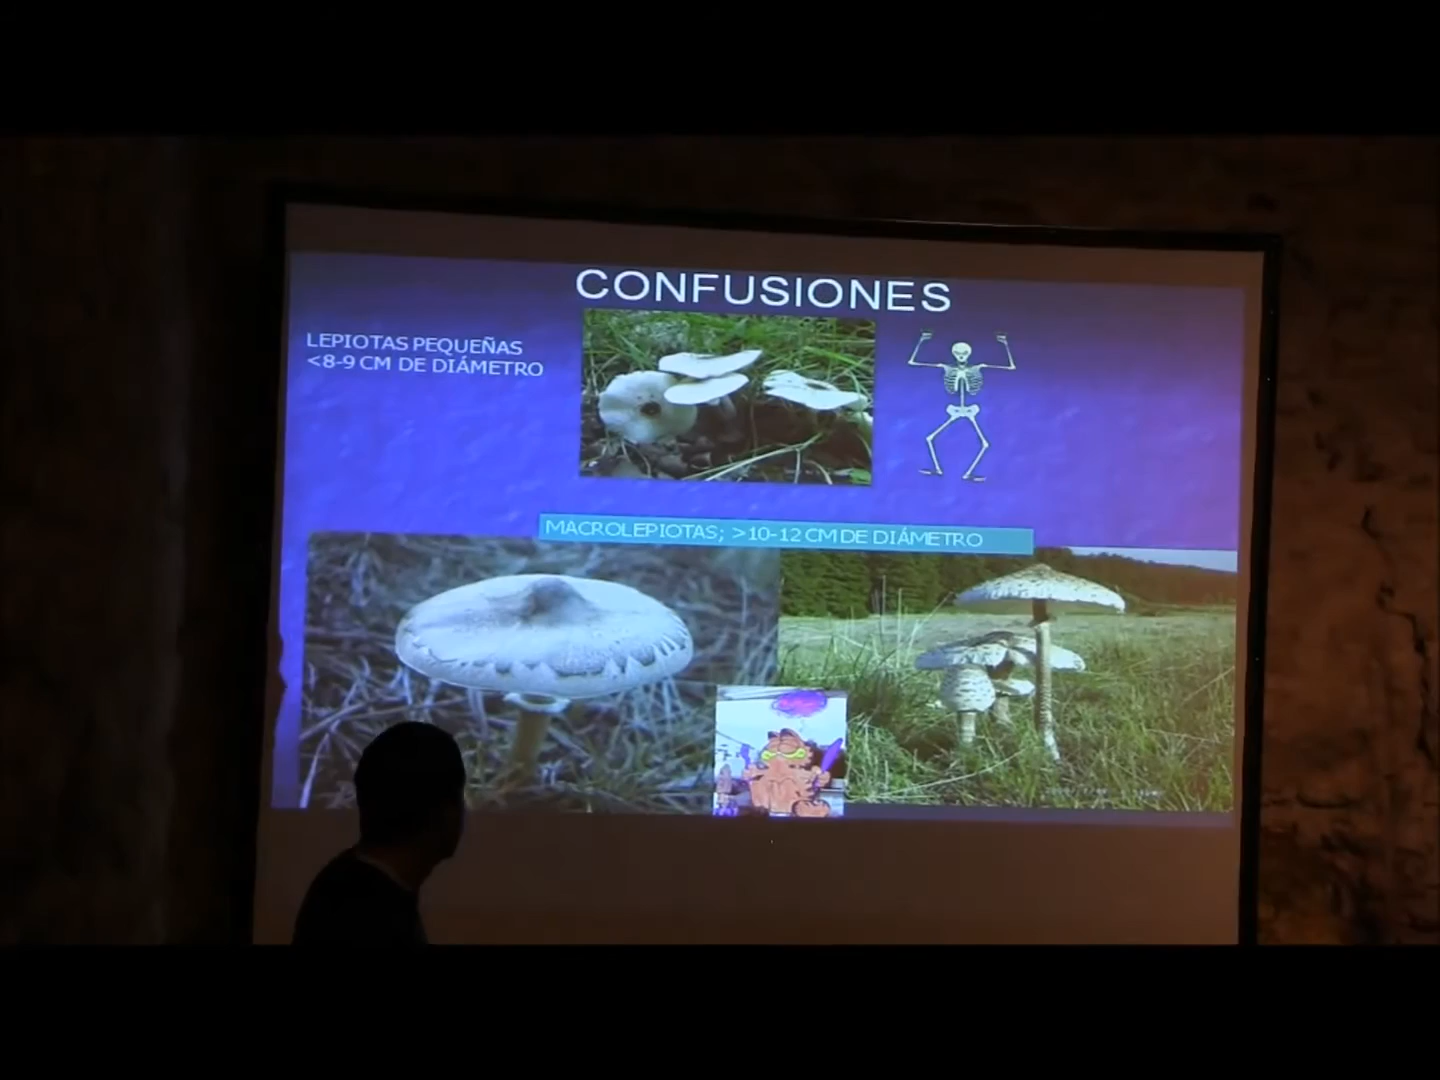 CONFUSIONES
LEPIOTAS PEQUEÑAS
<8-9 CM DE DIÁMETRO
MACROLEPIOTAS; >10-12 CM DE DIÁMETRO